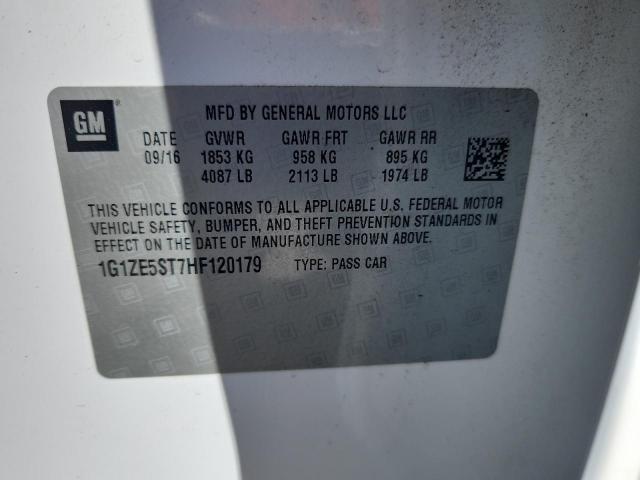 GM
MFD BY GENERAL MOTORS LLC
DATE GVWR GAWR FRT GAWR RR
09/16 1853 KG 958 KG 895 KG
4087 LB 2113 LB 1974 LB
THIS VEHICLE CONFORMS TO ALL APPLICABLE U.S. FEDERAL MOTOR
VEHICLE SAFETY, BUMPER, AND THEFT PREVENTION STANDARDS IN
EFFECT ON THE DATE OF MANUFACTURE SHOWN ABOVE.
1G1ZE5ST7HF120179 TYPE: PASS CAR